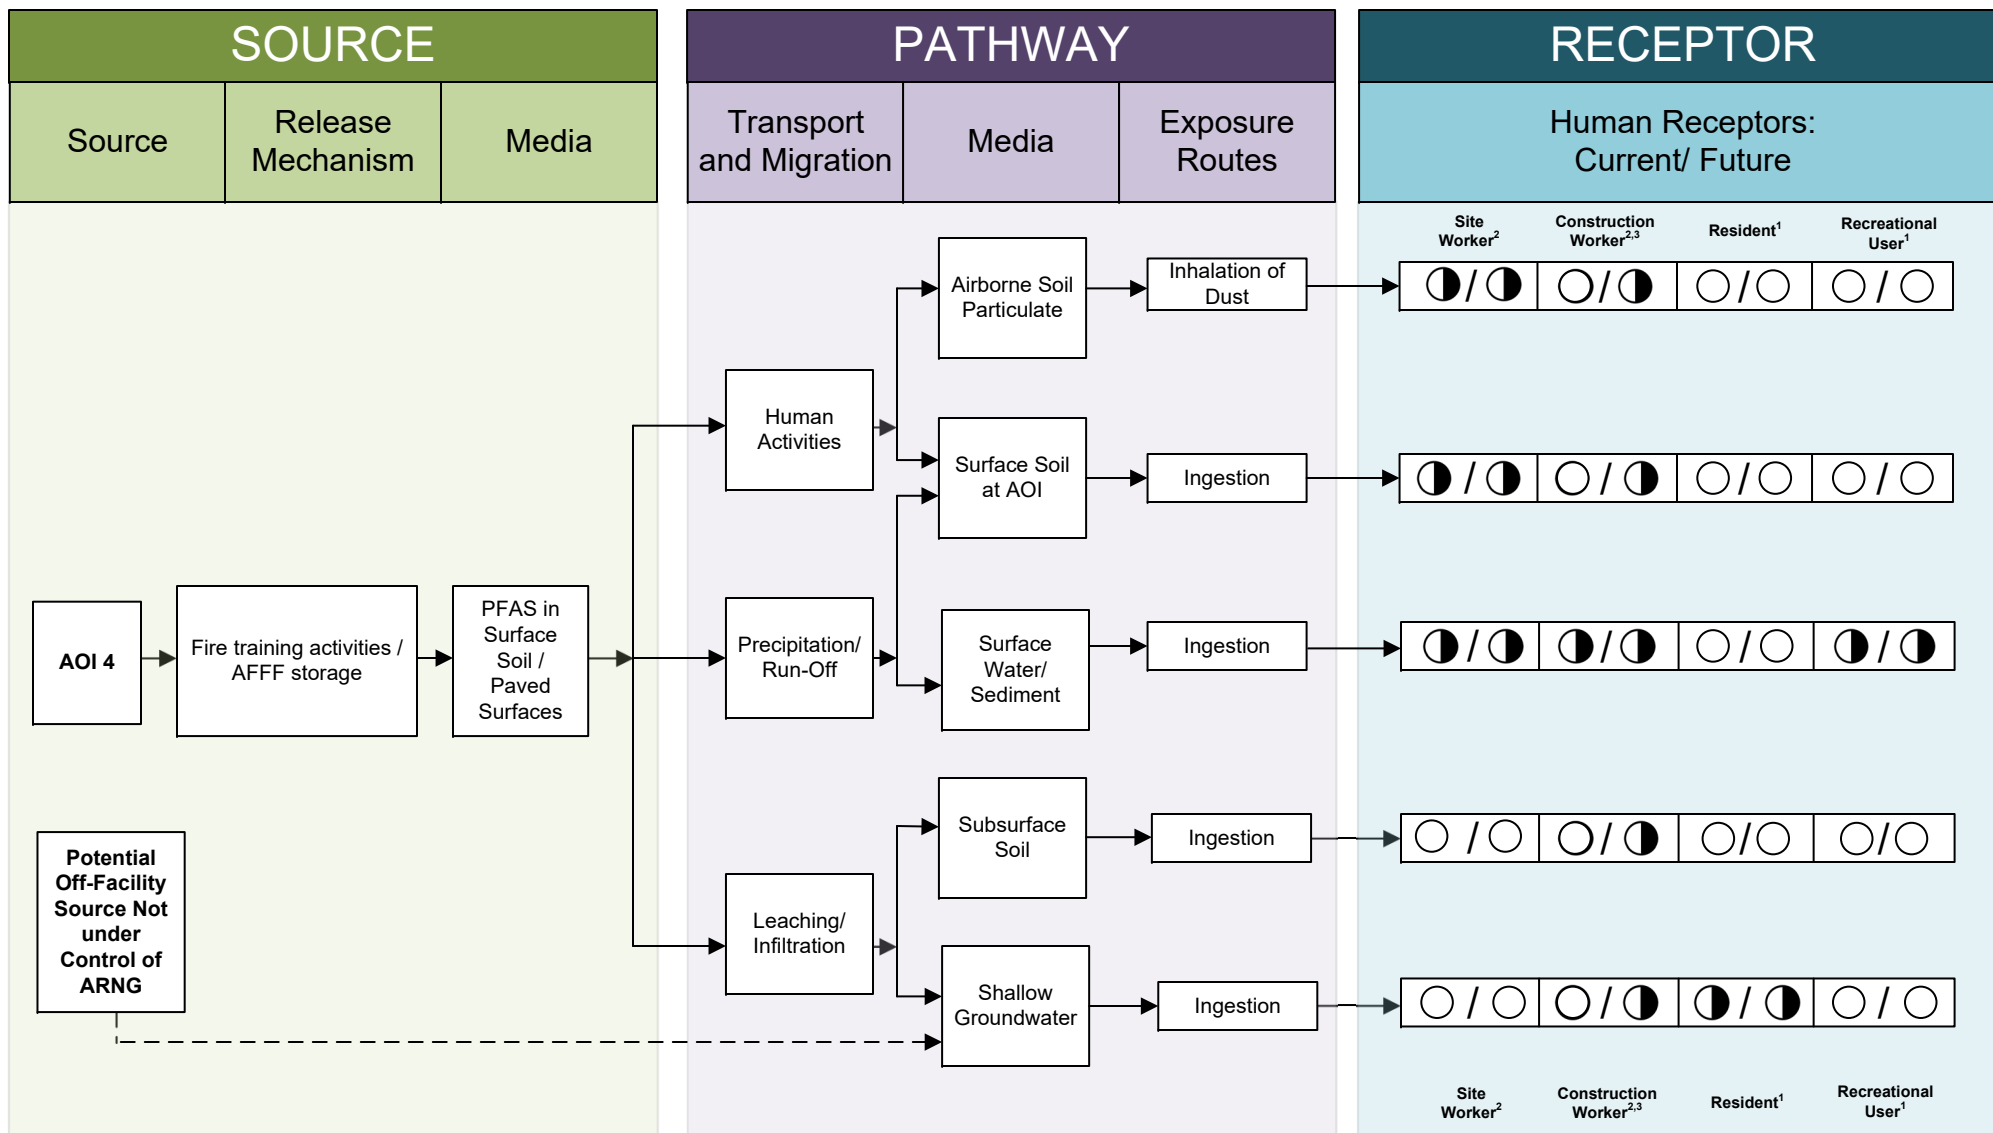 SOURCE
PATHWAY
RECEPTOR
Source
Release
Mechanism
Media
Transport
and Migration
Media
Exposure
Routes
Human Receptors:
Current/ Future
Site
Worker2
Construction
Worker2,3
Resident1
Recreational
User1
Airborne Soil
Particulate
Inhalation of
Dust
/
/
/
/
Human
Activities
Surface Soil
at AOI
Ingestion
/
/
/
/
AOI 4
Fire training activities /
AFFF storage
PFAS in
Surface
Soil /
Paved
Surfaces
Precipitation/
Run-Off
Surface
Water/
Sediment
Ingestion
/
/
/
/
Subsurface
Soil
Ingestion
/
/
/
/
Potential
Off-Facility
Source Not
under
Control of
ARNG
Leaching/
Infiltration
Shallow
Groundwater
Ingestion
/
/
/
/
Site
Worker2
Construction
Worker2,3
Resident1
Recreational
User1